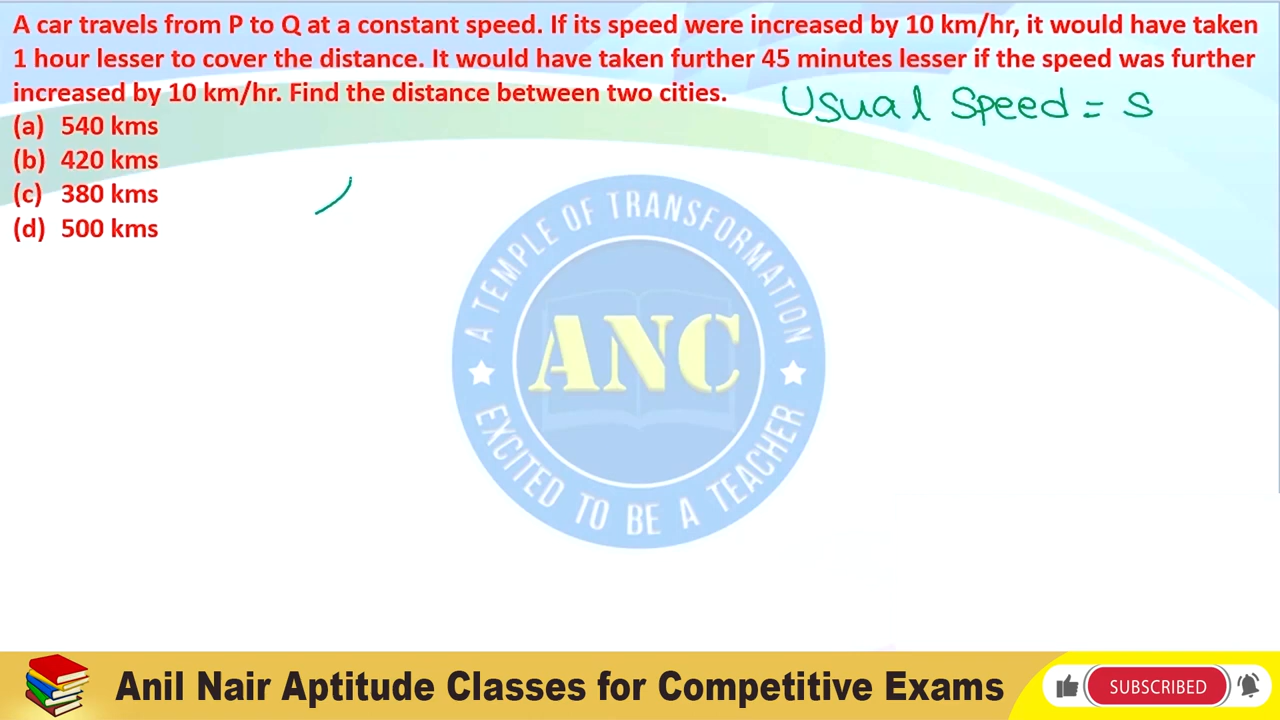 A car travels from P to Q at a constant speed. If its speed were increased by 10 km/hr, it would have taken
1 hour lesser to cover the distance. It would have taken further 45 minutes lesser if the speed was further
increased by 10 km/hr. Find the distance between two cities.
Usual Speed = S
(a) 540 kms
(b) 420 kms
(c) 380 kms
(d) 500 kms
A TEMPLE OF TRANSFORMATION
ANC
EXCITED TO BE A TEACHER
Anil Nair Aptitude Classes for Competitive Exams
SUBSCRIBED